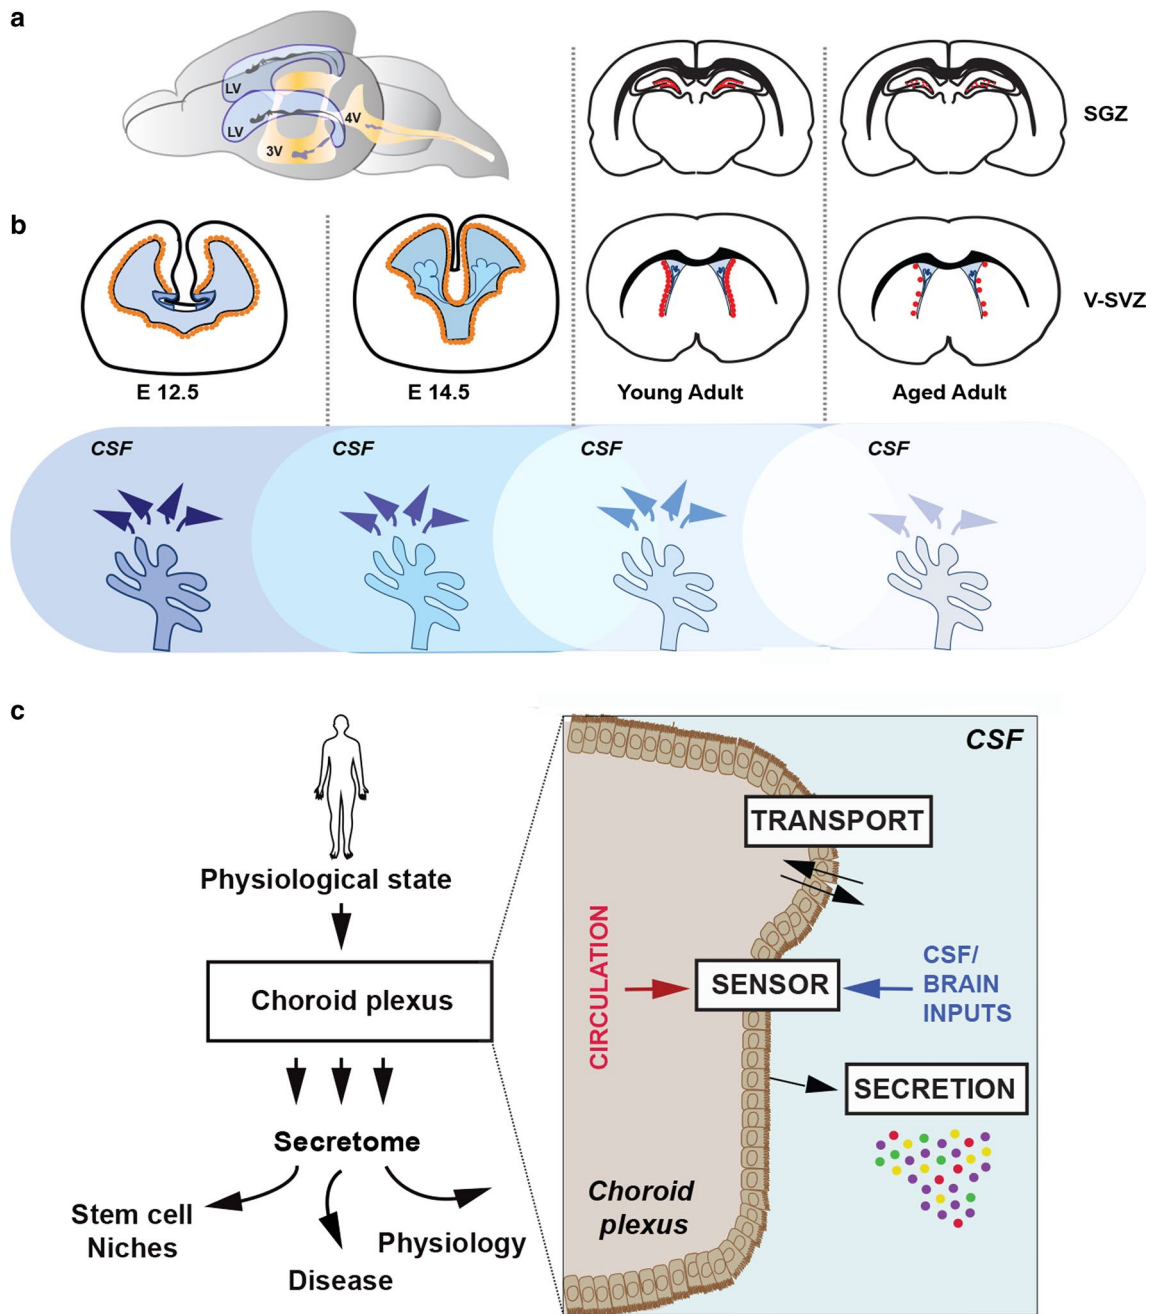 a
LV
LV
4V
3V
SGZ
b
V-SVZ
E 12.5
E 14.5
Young Adult
Aged Adult
CSF
CSF
CSF
CSF
c
Physiological state
Choroid plexus
Secretome
Stem cell
Niches
Disease
Physiology
CSF
TRANSPORT
CIRCULATION
SENSOR
CSF/
BRAIN
INPUTS
SECRETION
Choroid
plexus